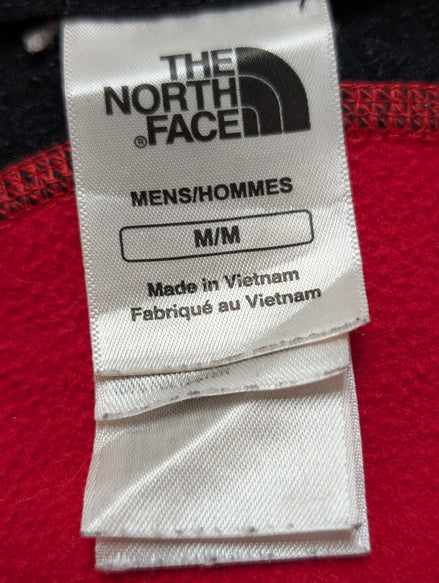 THE
NORTH
FACE
®
MENS/HOMMES
M/M
Made in Vietnam
Fabriqué au Vietnam